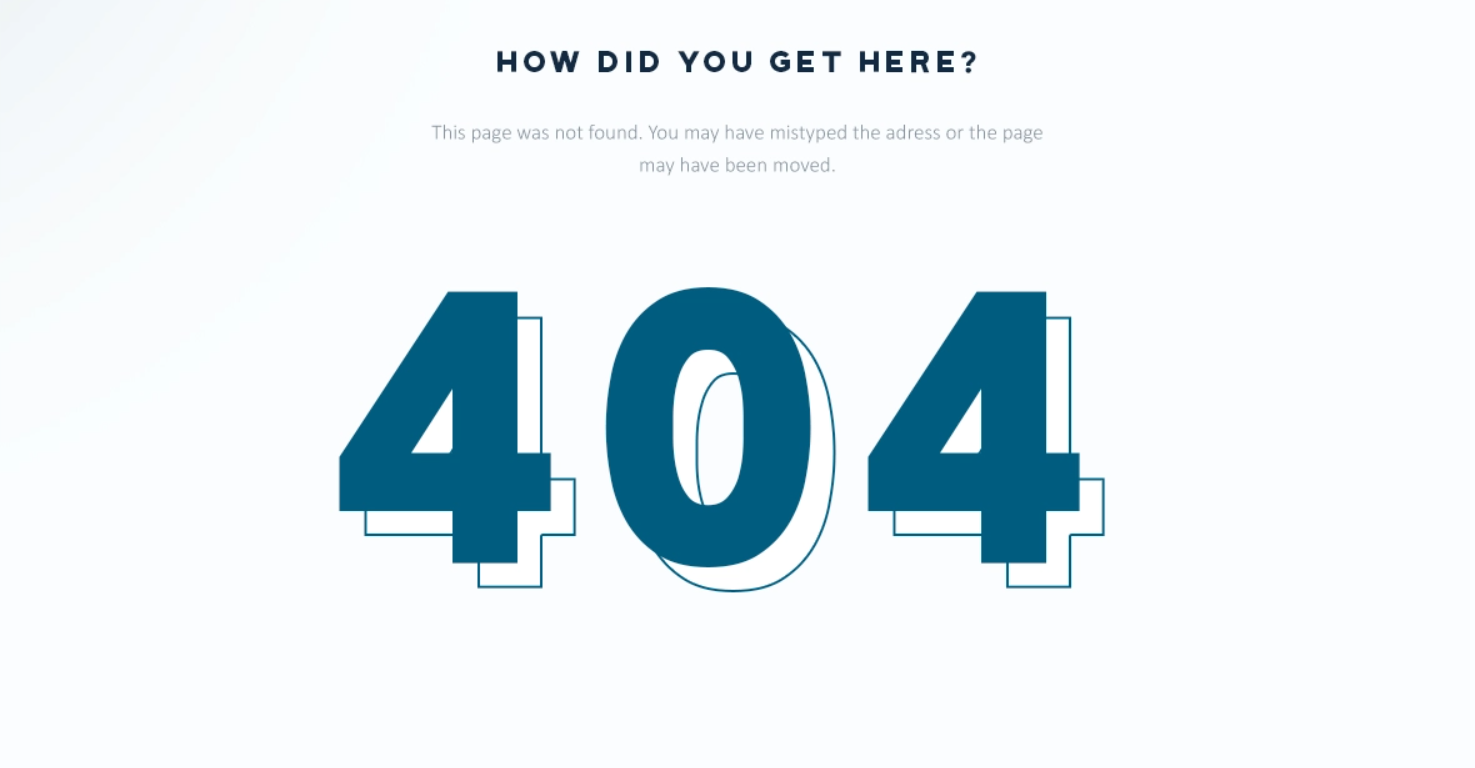 HOW DID YOU GET HERE?
This page was not found. You may have mistyped the adress or the page
may have been moved.
404